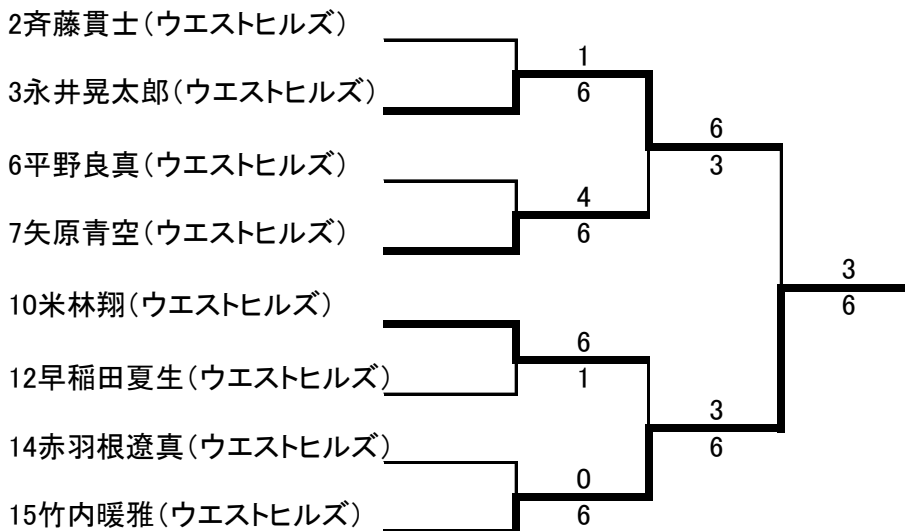 2斉藤貫士(ウエストヒルズ)
1
3永井晃太郎(ウエストヒルズ)
6
6
6平野良真(ウエストヒルズ)
3
4
7矢原青空(ウエストヒルズ)
6
3
10米林翔(ウエストヒルズ)
6
6
12早稲田夏生(ウエストヒルズ)
1
3
14赤羽根遼真(ウエストヒルズ)
6
0
15竹内暖雅(ウエストヒルズ)
6